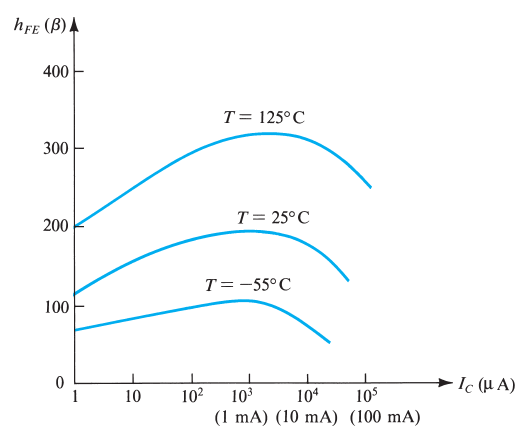 h_FE (β)
400
T = 125°C
300
T = 25°C
200
T = −55°C
100
0
1 10 10² 10³ 10⁴ 10⁵ I_C (μ A)
(1 mA) (10 mA) (100 mA)